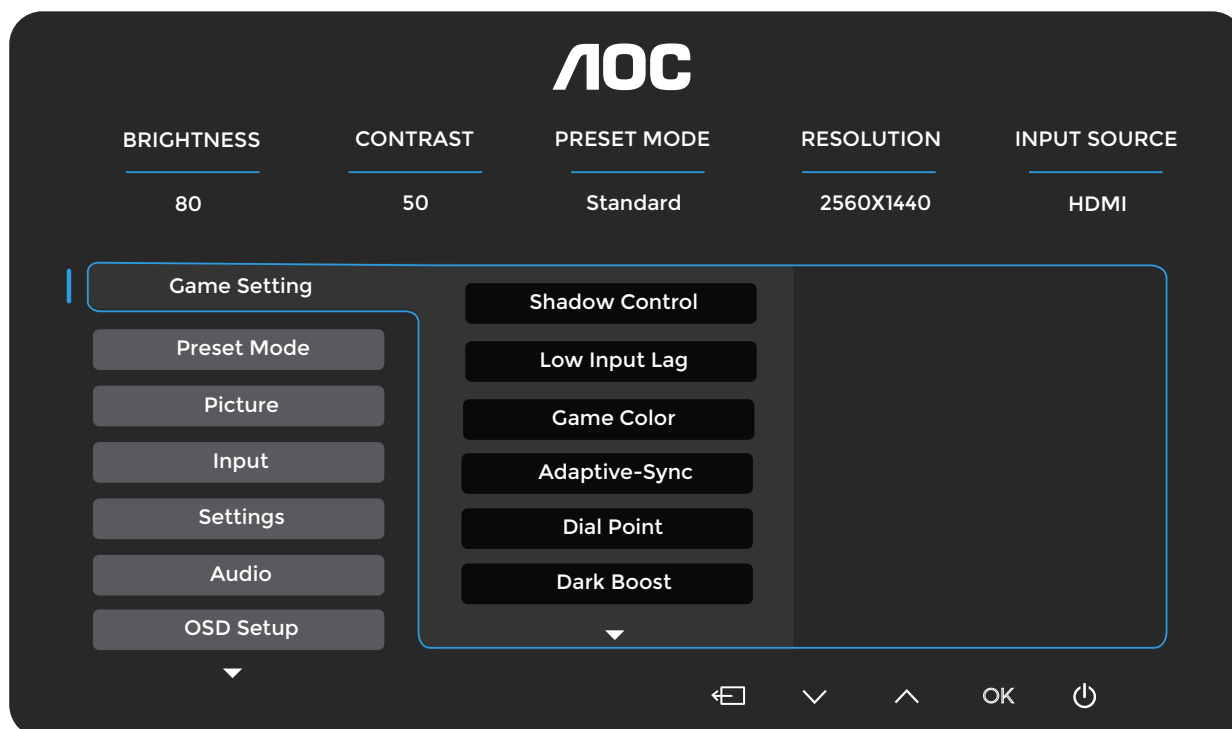 AOC
BRIGHTNESS CONTRAST PRESET MODE RESOLUTION INPUT SOURCE
80 50 Standard 2560X1440 HDMI
Game Setting
Preset Mode
Picture
Input
Settings
Audio
OSD Setup
Shadow Control
Low Input Lag
Game Color
Adaptive-Sync
Dial Point
Dark Boost
OK